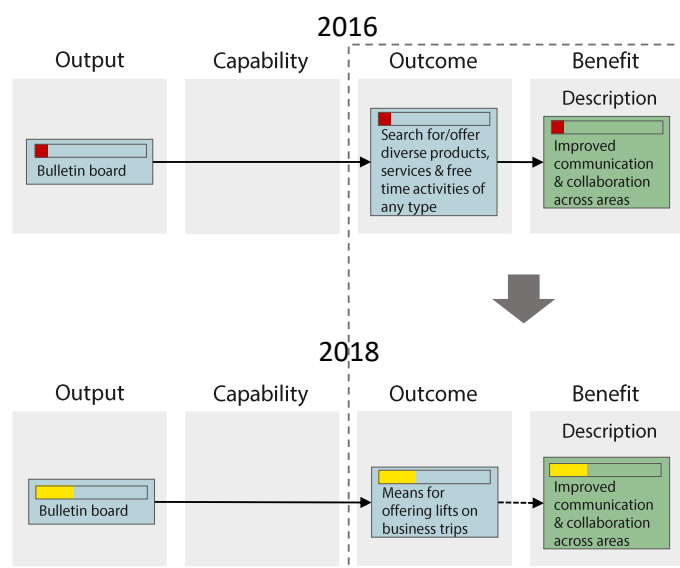 2016
Output
Capability
Outcome
Benefit
Description
Bulletin board
Search for/offer
diverse products,
services & free
time activities of
any type
Improved
communication
& collaboration
across areas
2018
Output
Capability
Outcome
Benefit
Description
Bulletin board
Means for
offering lifts on
business trips
Improved
communication
& collaboration
across areas